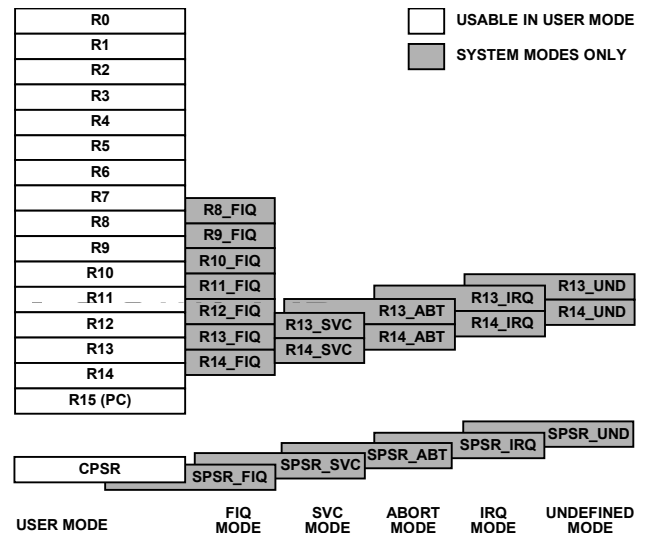 R0
R1
R2
R3
R4
R5
R6
R7
R8
R9
R10
R11
R12
R13
R14
R15 (PC)
R8_FIQ
R9_FIQ
R10_FIQ
R11_FIQ
R12_FIQ
R13_FIQ
R14_FIQ
R13_SVC
R14_SVC
R13_ABT
R14_ABT
R13_IRQ
R14_IRQ
R13_UND
R14_UND
USABLE IN USER MODE
SYSTEM MODES ONLY
CPSR
SPSR_FIQ
SPSR_SVC
SPSR_ABT
SPSR_IRQ
SPSR_UND
USER MODE
FIQ
MODE
SVC
MODE
ABORT
MODE
IRQ
MODE
UNDEFINED
MODE